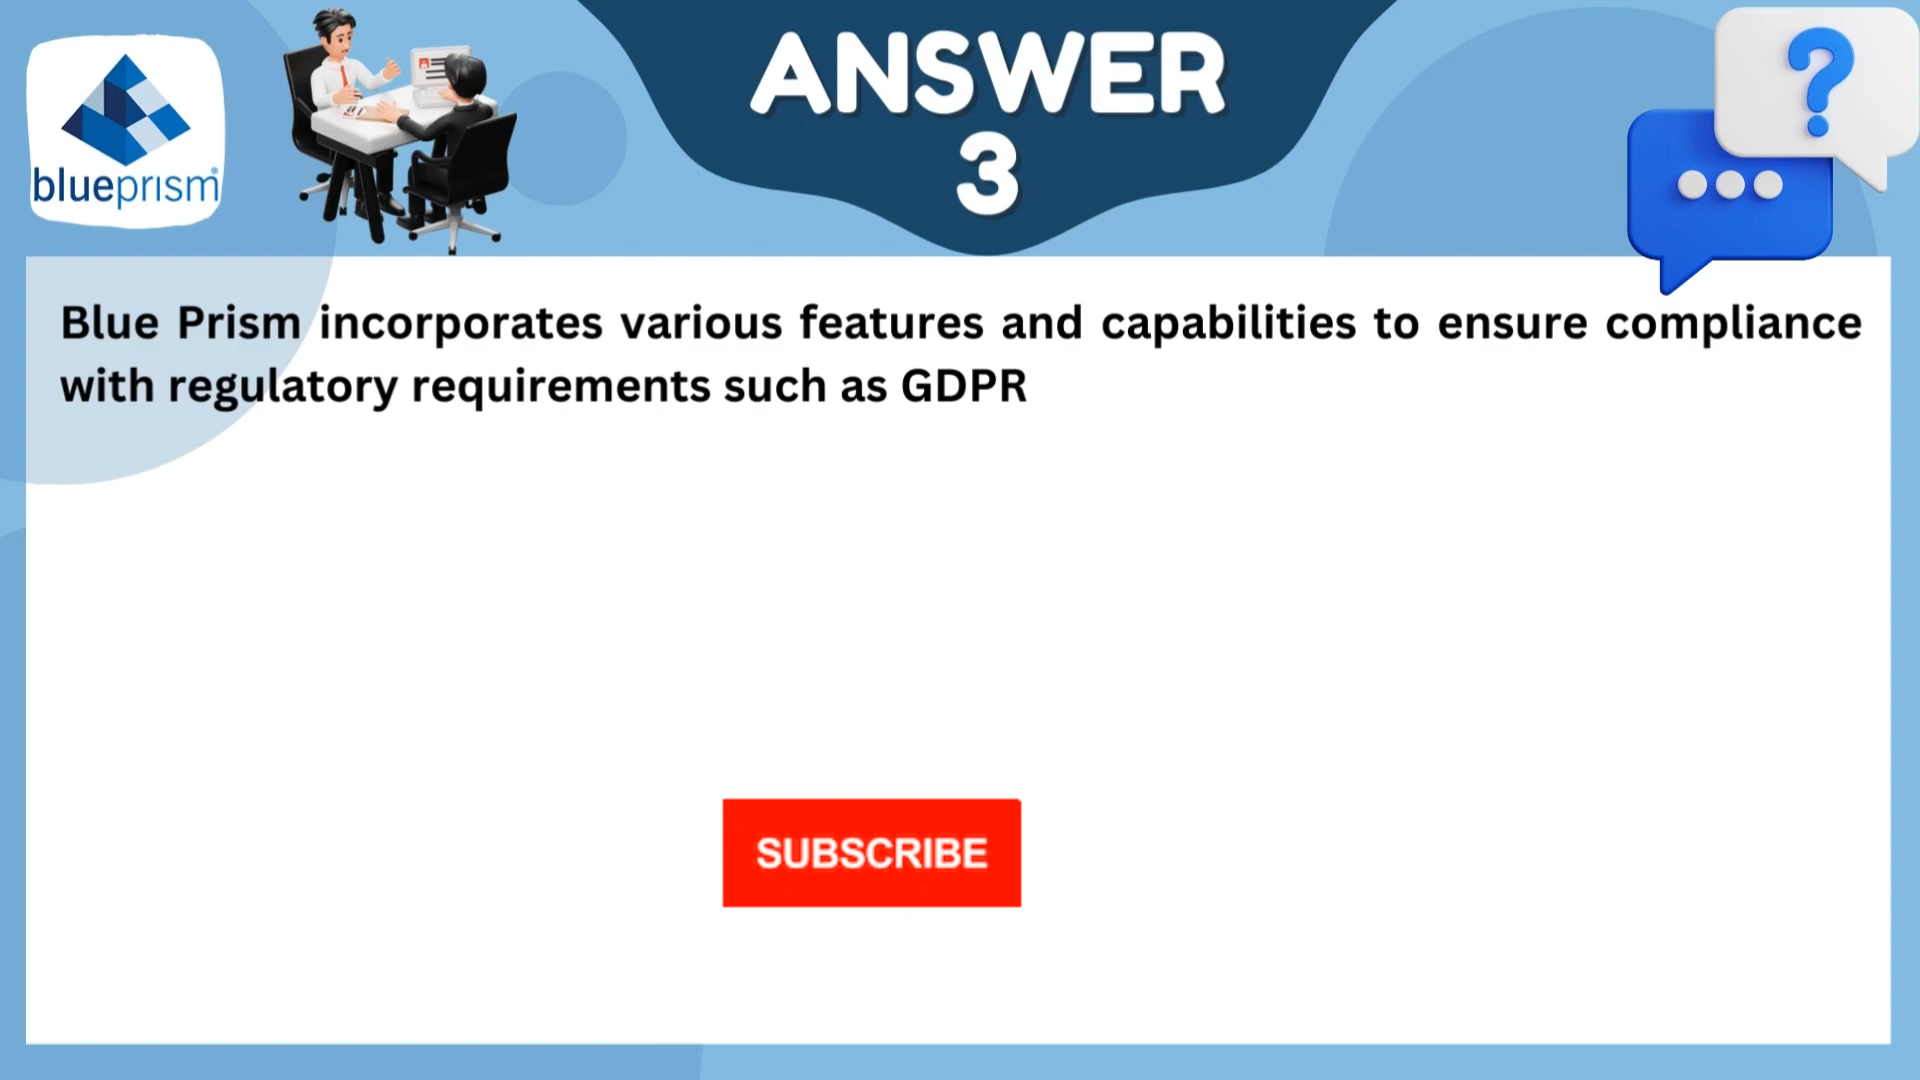 ANSWER
3
blueprism
Blue Prism incorporates various features and capabilities to ensure compliance
with regulatory requirements such as GDPR
SUBSCRIBE